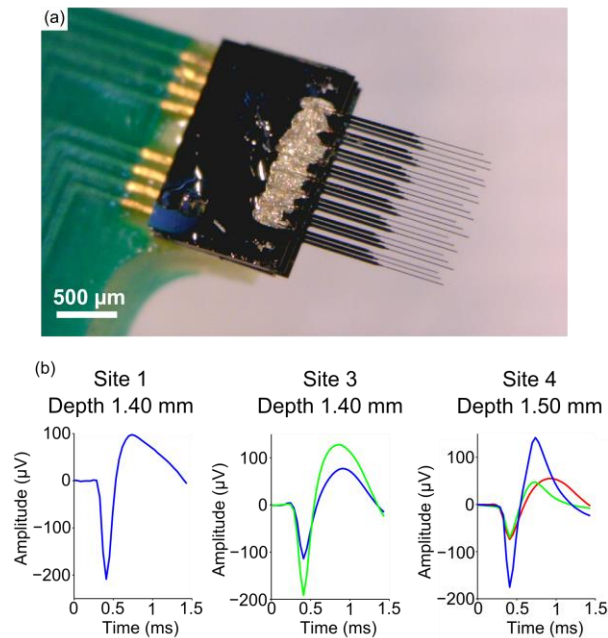 (a)
500 µm
(b)
Site 1
Depth 1.40 mm
Site 3
Depth 1.40 mm
Site 4
Depth 1.50 mm
100
0
−100
−200
Amplitude (µV)
0 0.5 1 1.5
Time (ms)
100
0
−100
−200
Amplitude (µV)
0 0.5 1 1.5
Time (ms)
100
0
−100
−200
Amplitude (µV)
0 0.5 1 1.5
Time (ms)